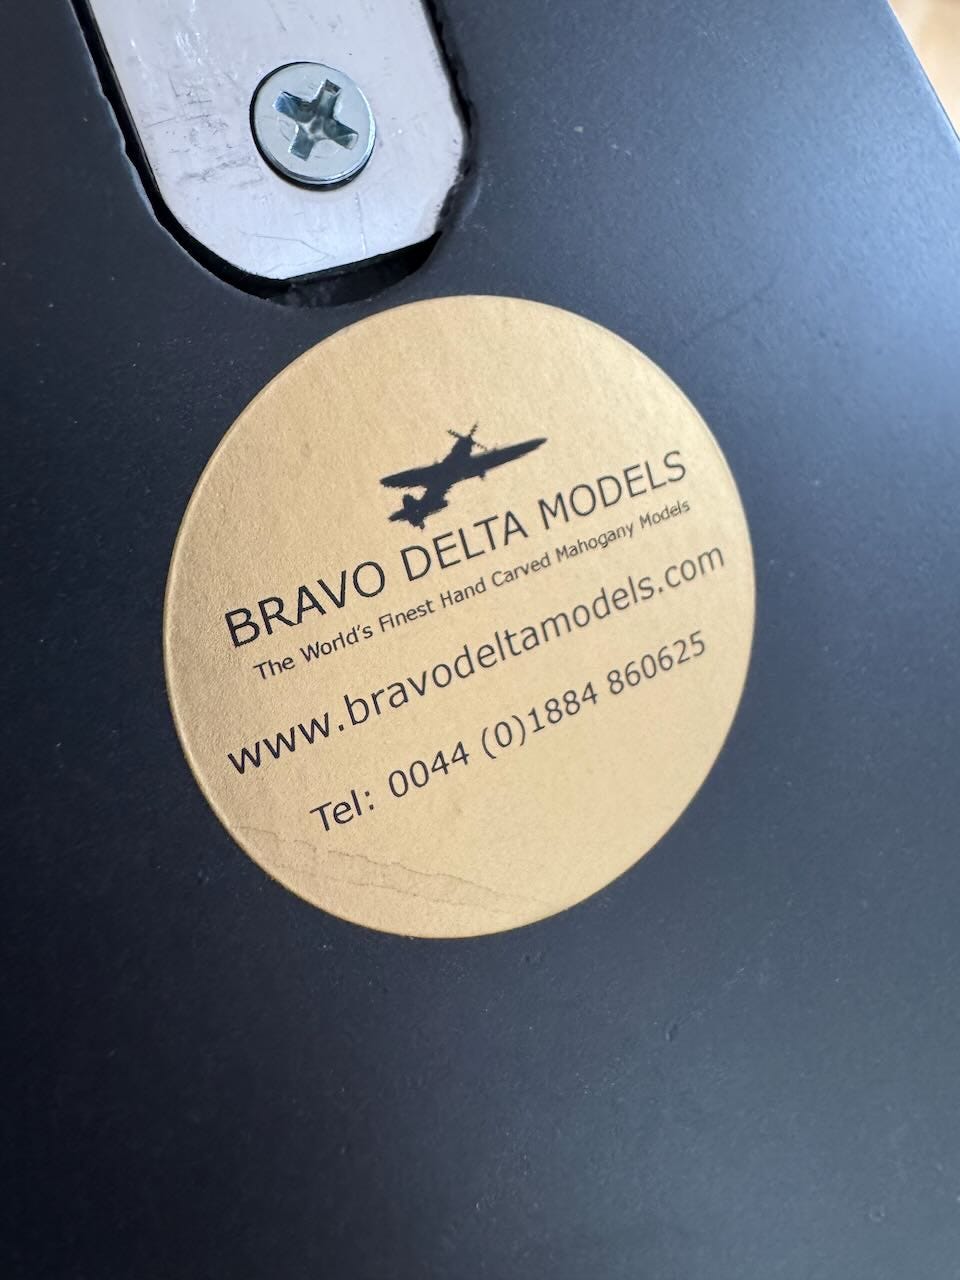 BRAVO DELTA MODELS
The World's Finest Hand Carved Mahogany Models
www.bravodeltamodels.com
Tel: 0044 (0)1884 860625